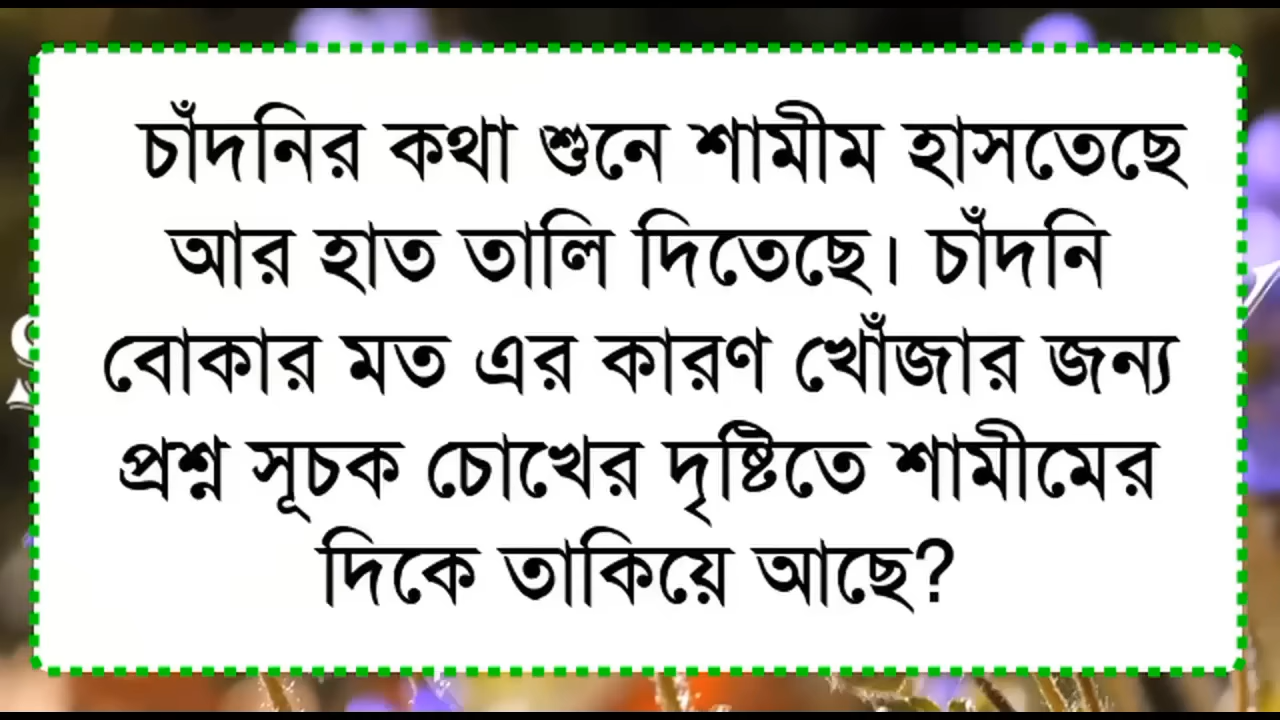 চাঁদনির কথা শুনে শামীম হাসতেছে
আর হাত তালি দিতেছে। চাঁদনি
বোকার মত এর কারণ খোঁজার জন্য
প্রশ্ন সূচক চোখের দৃষ্টিতে শামীমের
দিকে তাকিয়ে আছে?